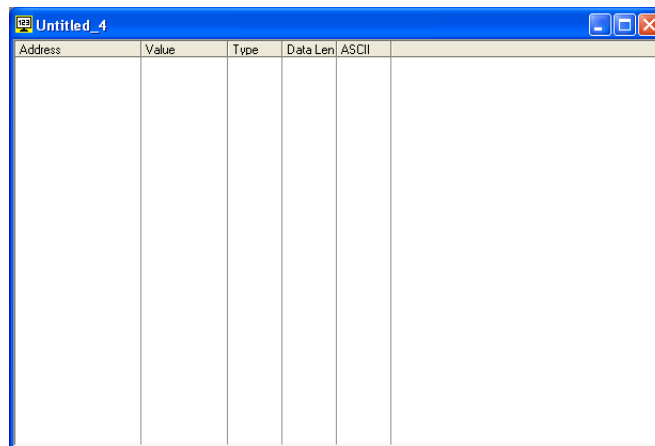 Untitled_4
Address Value Type Data Len ASCII